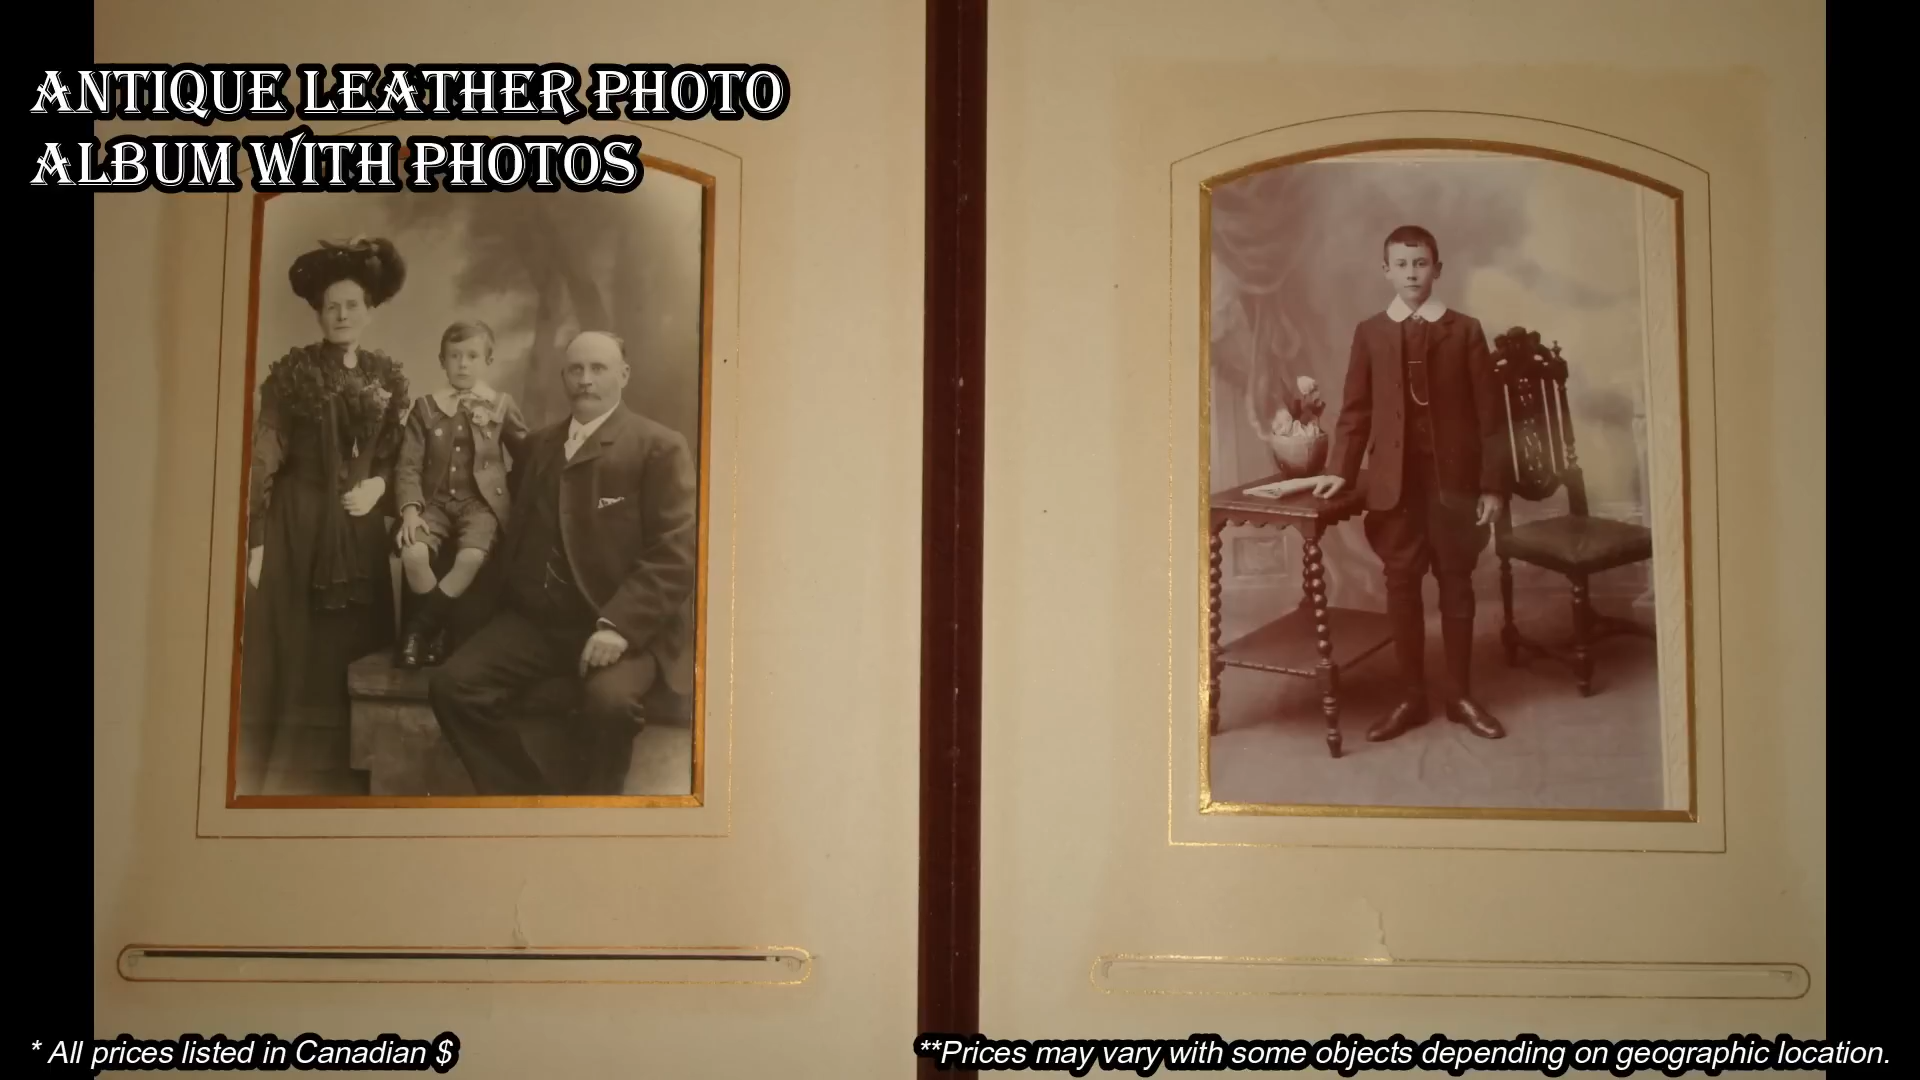 ANTIQUE LEATHER PHOTO
ALBUM WITH PHOTOS
* All prices listed in Canadian $
**Prices may vary with some objects depending on geographic location.